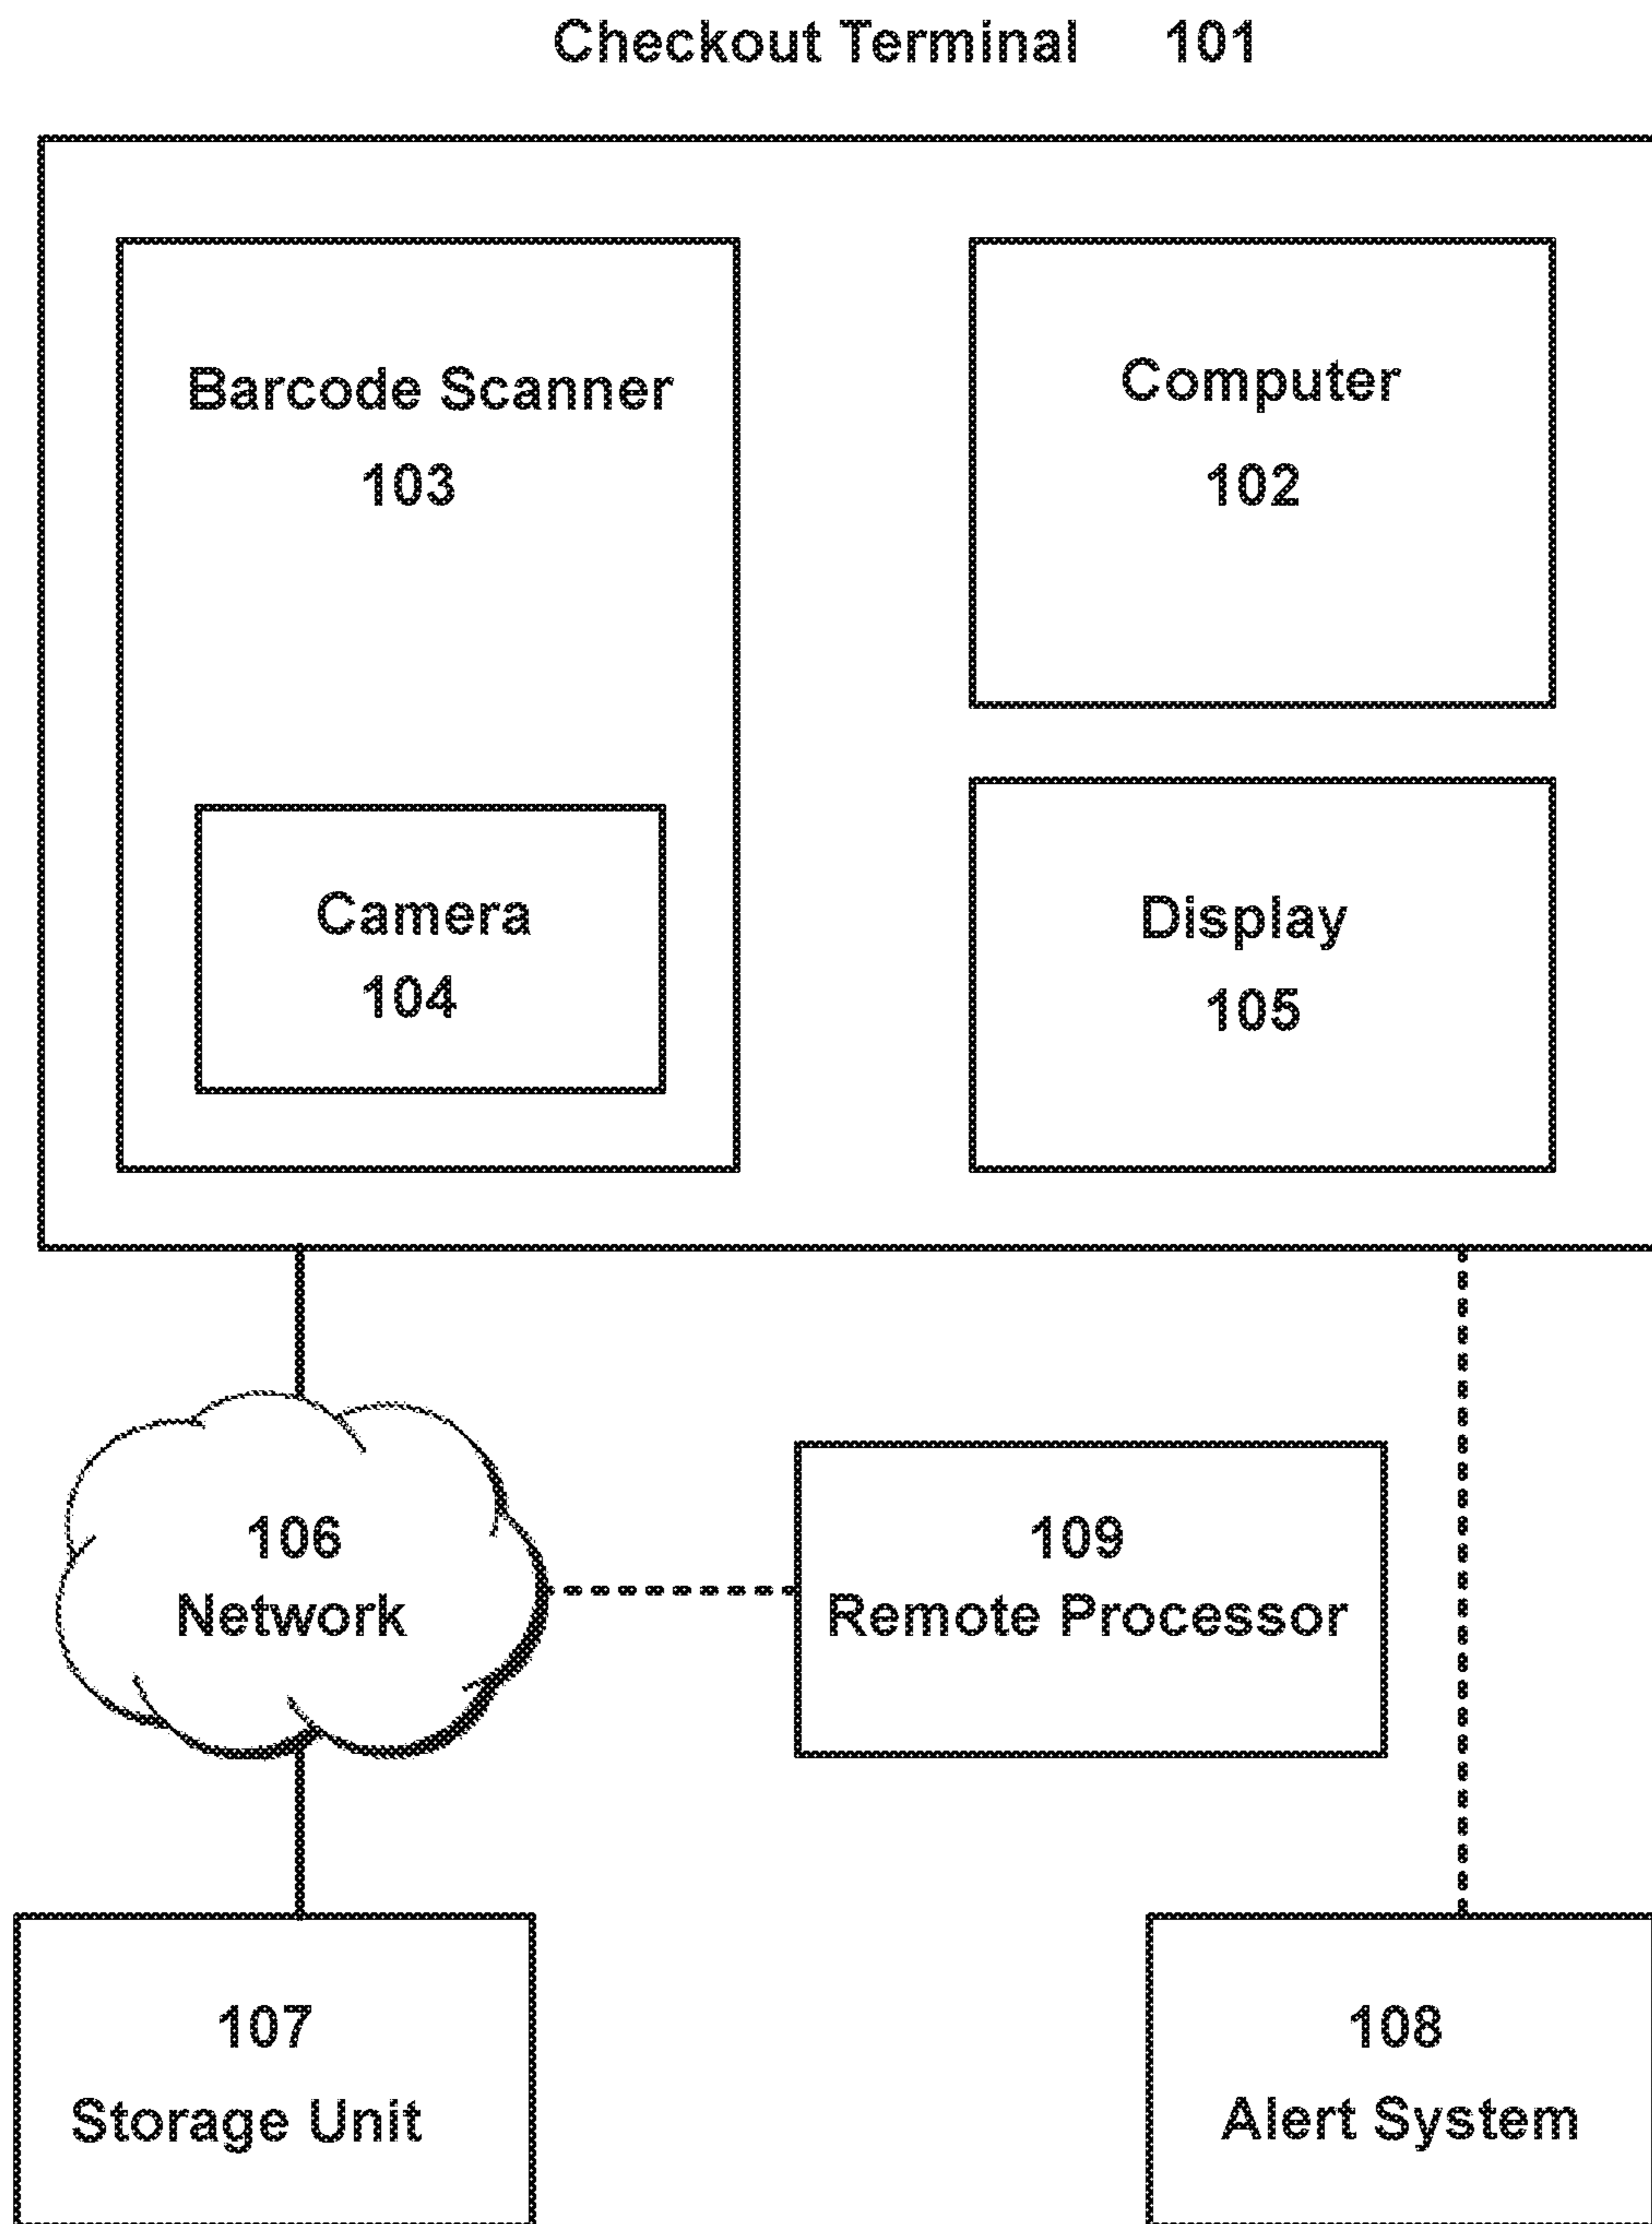 Checkout Terminal 101
Barcode Scanner
103
Computer
102
Camera
104
Display
105
106
Network
109
Remote Processor
107
Storage Unit
108
Alert System